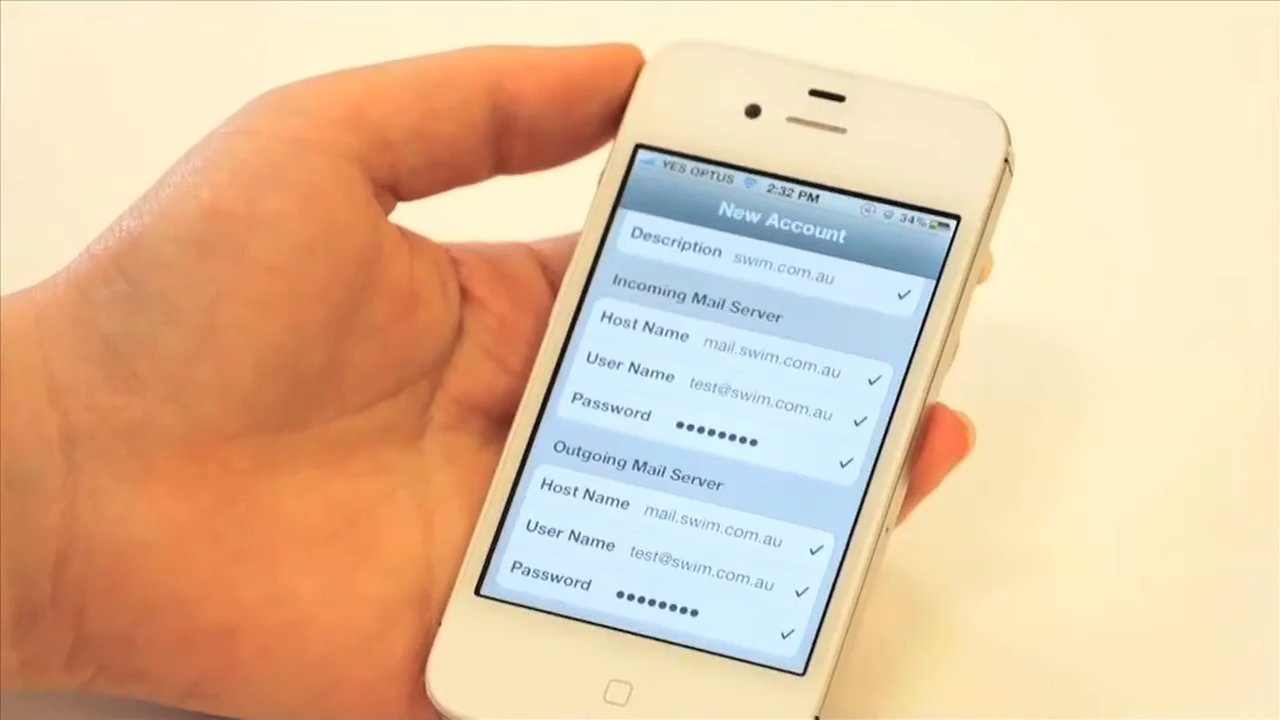 YES OPTUS 2:32 PM 34%
New Account
Description swim.com.au
Incoming Mail Server
Host Name mail.swim.com.au
User Name test@swim.com.au
Password ••••••••
Outgoing Mail Server
Host Name mail.swim.com.au
User Name test@swim.com.au
Password ••••••••